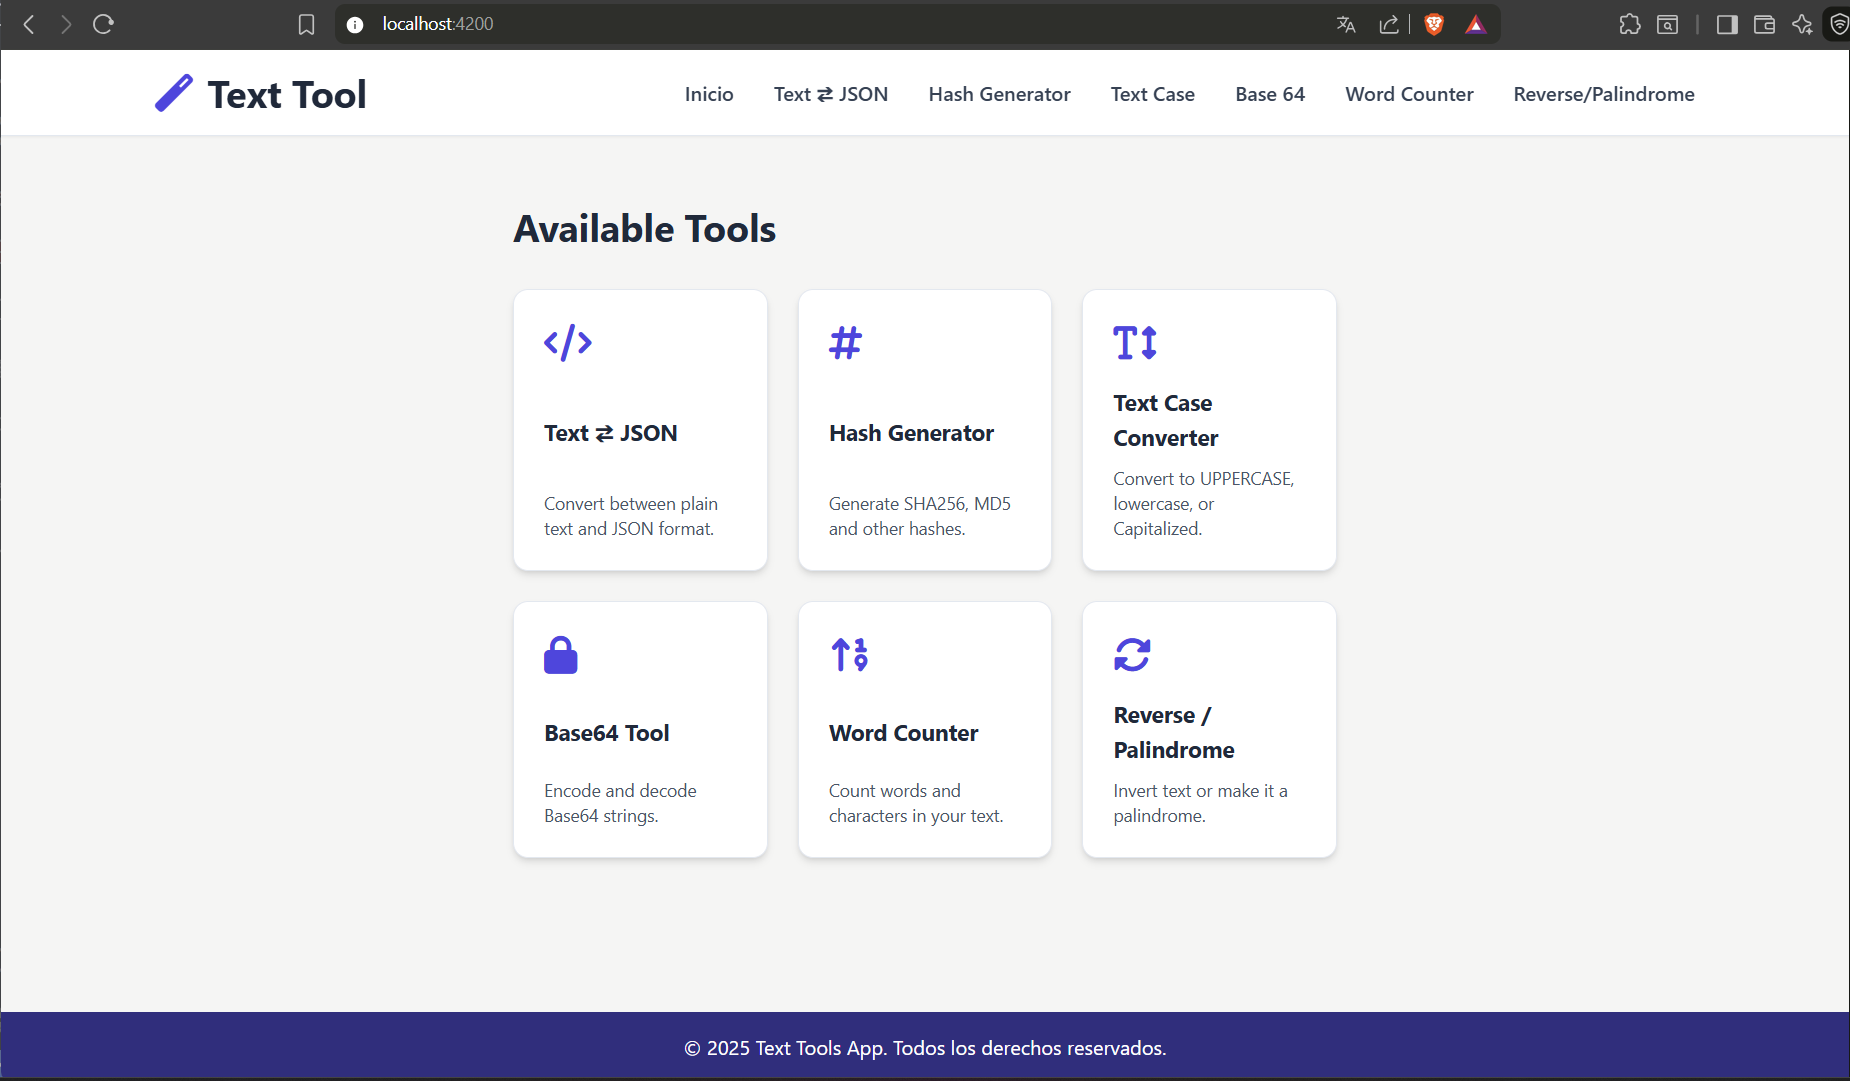 localhost:4200
Text Tool
Inicio
Text ⇄ JSON
Hash Generator
Text Case
Base 64
Word Counter
Reverse/Palindrome
Available Tools
Text ⇄ JSON
Convert between plain
text and JSON format.
Hash Generator
Generate SHA256, MD5
and other hashes.
Text Case
Converter
Convert to UPPERCASE,
lowercase, or
Capitalized.
Base64 Tool
Encode and decode
Base64 strings.
Word Counter
Count words and
characters in your text.
Reverse /
Palindrome
Invert text or make it a
palindrome.
© 2025 Text Tools App. Todos los derechos reservados.